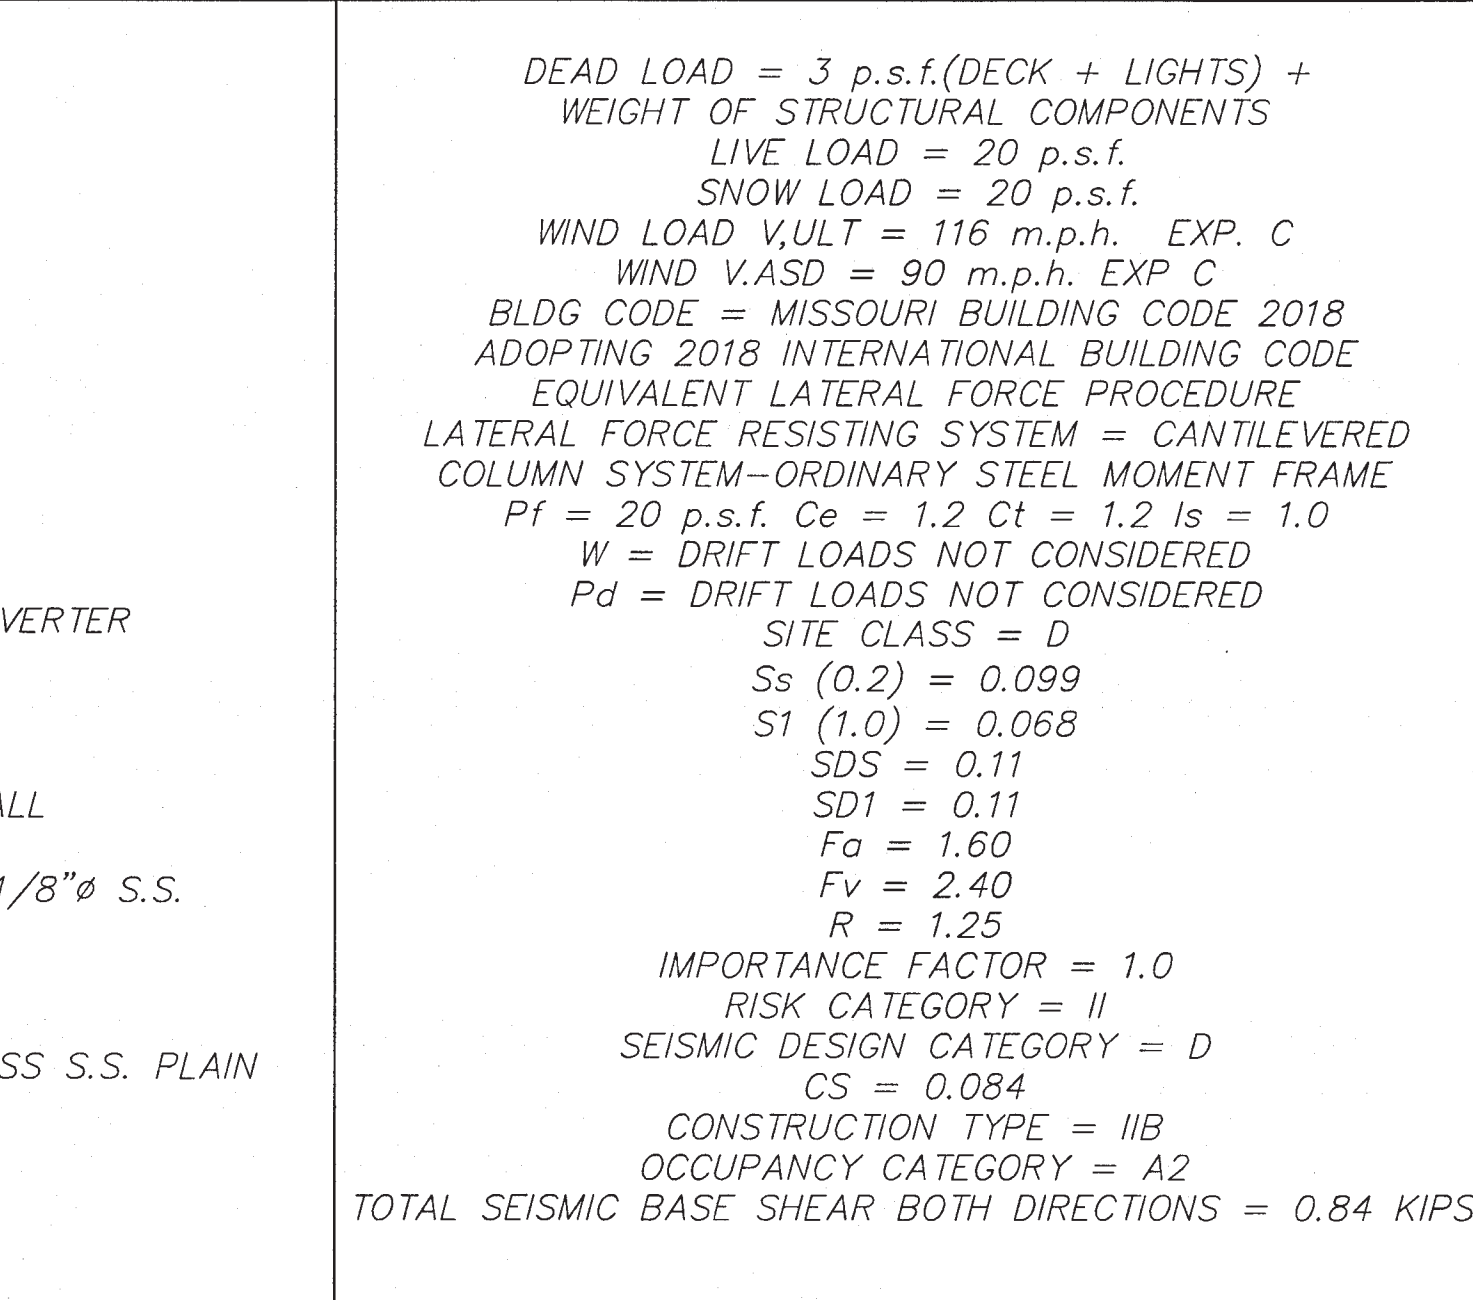 DEAD LOAD = 3 p.s.f.(DECK + LIGHTS) +
WEIGHT OF STRUCTURAL COMPONENTS
LIVE LOAD = 20 p.s.f.
SNOW LOAD = 20 p.s.f.
WIND LOAD V,ULT = 116 m.p.h. EXP. C
WIND V.ASD = 90 m.p.h. EXP C
BLDG CODE = MISSOURI BUILDING CODE 2018
ADOPTING 2018 INTERNATIONAL BUILDING CODE
EQUIVALENT LATERAL FORCE PROCEDURE
LATERAL FORCE RESISTING SYSTEM = CANTILEVERED
COLUMN SYSTEM-ORDINARY STEEL MOMENT FRAME
Pf = 20 p.s.f. Ce = 1.2 Ct = 1.2 Is = 1.0
W = DRIFT LOADS NOT CONSIDERED
Pd = DRIFT LOADS NOT CONSIDERED
SITE CLASS = D
Ss (0.2) = 0.099
S1 (1.0) = 0.068
SDS = 0.11
SD1 = 0.11
Fa = 1.60
Fv = 2.40
R = 1.25
IMPORTANCE FACTOR = 1.0
RISK CATEGORY = II
SEISMIC DESIGN CATEGORY = D
CS = 0.084
CONSTRUCTION TYPE = IIB
OCCUPANCY CATEGORY = A2
TOTAL SEISMIC BASE SHEAR BOTH DIRECTIONS = 0.84 KIPS
VERTER
ALL
1/8"ø S.S.
SS S.S. PLAIN